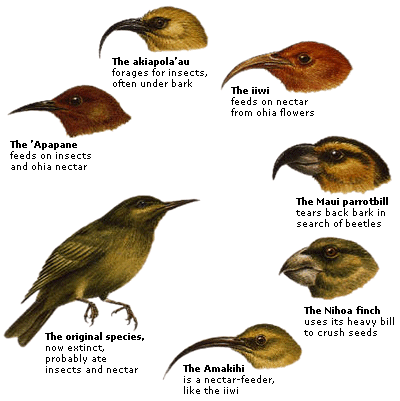 The akiapola'au
forages for insects,
often under bark
The iiwi
feeds on nectar
from ohia flowers
The 'Apapane
feeds on insects
and ohia nectar
The Maui parrotbill
tears back bark in
search of beetles
The Nihoa finch
uses its heavy bill
to crush seeds
The original species,
now extinct,
probably ate
insects and nectar
The Amakihi
is a nectar-feeder,
like the iiwi